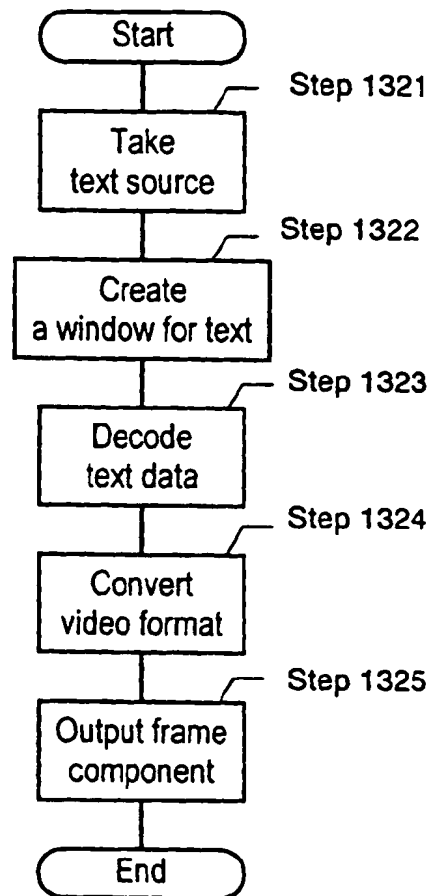 Start
Step 1321
Take
text source
Step 1322
Create
a window for text
Step 1323
Decode
text data
Step 1324
Convert
video format
Step 1325
Output frame
component
End